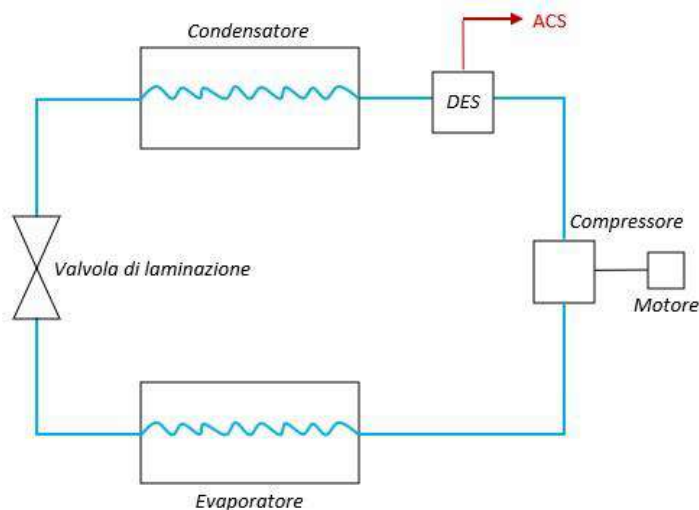 Condensatore
ACS
DES
Compressore
Valvola di laminazione
Motore
Evaporatore